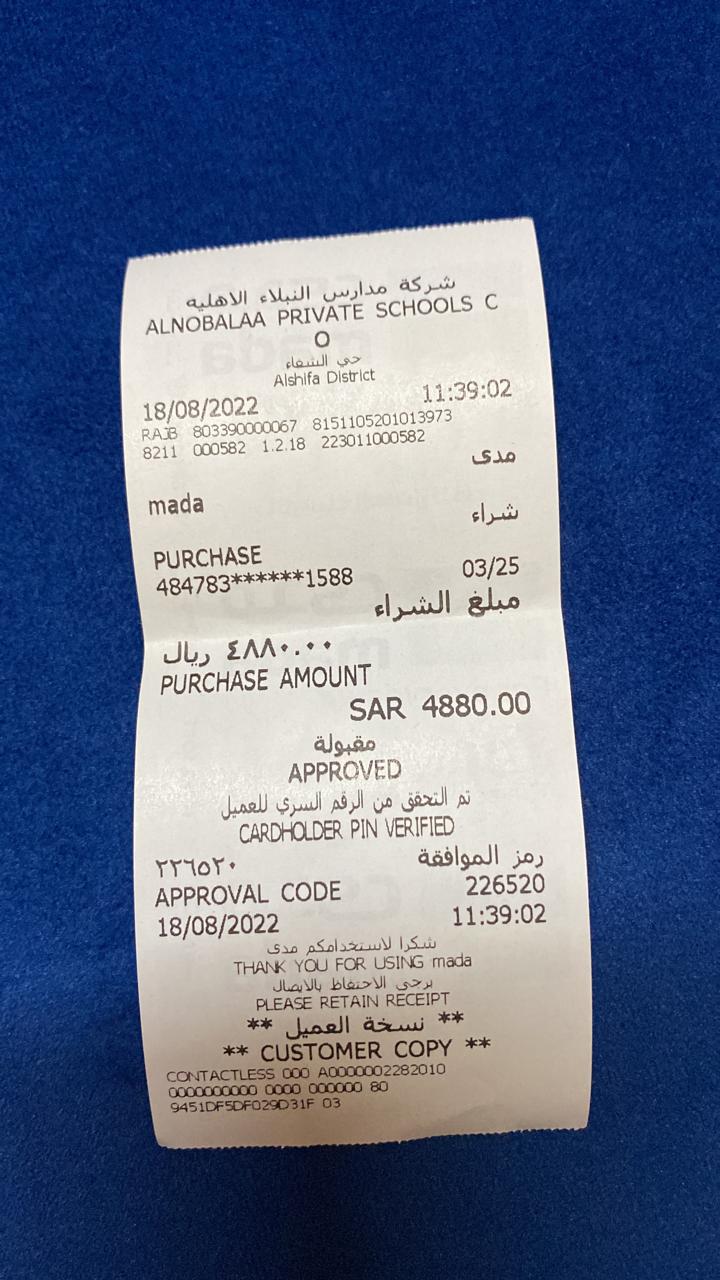 شركة مدارس النبلاء الاهليه
ALNOBALAA PRIVATE SCHOOLS C
O
حي الشفاء
Alshifa District
18/08/2022 11:39:02
RAJB 803390000067 8151105201013973
8211 000582 1.2.18 223011000582
مدى
mada
شراء
PURCHASE
484783******1588 03/25
مبلغ الشراء
٤٨٨٠.٠٠ ريال
PURCHASE AMOUNT
SAR 4880.00
مقبولة
APPROVED
تم التحقق من الرقم السري للعميل
CARDHOLDER PIN VERIFIED
رمز الموافقة ٢٢٦٥٢٠
APPROVAL CODE 226520
18/08/2022 11:39:02
شكرا لاستخدامكم مدى
THANK YOU FOR USING mada
يرجى الاحتفاظ بالايصال
PLEASE RETAIN RECEIPT
** نسخة العميل **
** CUSTOMER COPY **
CONTACTLESS 000 A0000002282010
0000000000 0000 000000 80
9451DF5DF029D31F 03